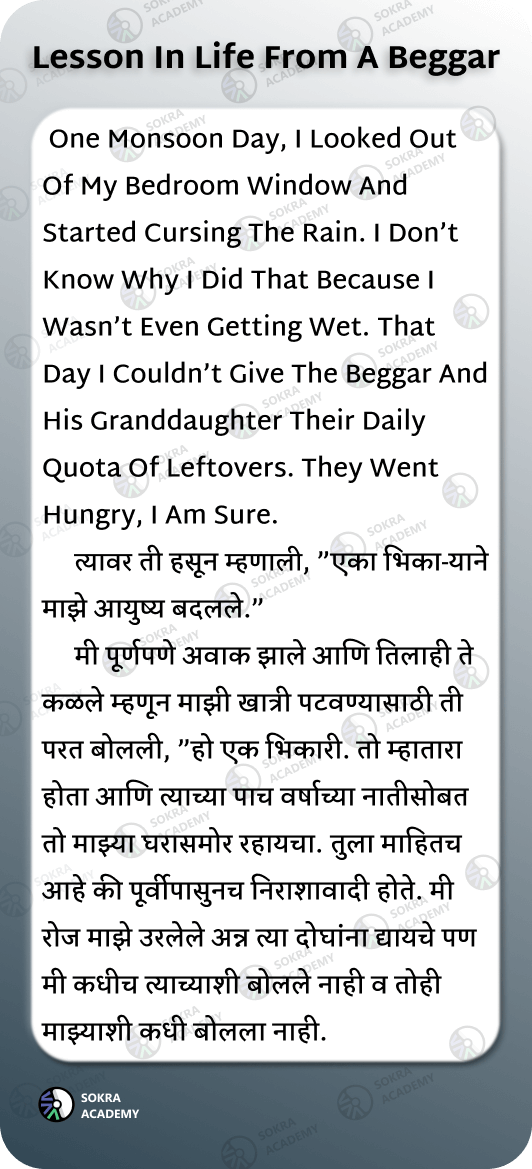 Lesson In Life From A Beggar
One Monsoon Day, I Looked Out
Of My Bedroom Window And
Started Cursing The Rain. I Don’t
Know Why I Did That Because I
Wasn’t Even Getting Wet. That
Day I Couldn’t Give The Beggar And
His Granddaughter Their Daily
Quota Of Leftovers. They Went
Hungry, I Am Sure.
त्यावर ती हसून म्हणाली, ”एका भिका-याने
माझे आयुष्य बदलले.”
मी पूर्णपणे अवाक झाले आणि तिलाही ते
कळले म्हणून माझी खात्री पटवण्यासाठी ती
परत बोलली, ”हो एक भिकारी. तो म्हातारा
होता आणि त्याच्या पाच वर्षाच्या नातीसोबत
तो माझ्या घरासमोर रहायचा. तुला माहितच
आहे की पूर्वीपासुनच निराशावादी होते. मी
रोज माझे उरलेले अन्न त्या दोघांना द्यायचे पण
मी कधीच त्याच्याशी बोलले नाही व तोही
माझ्याशी कधी बोलला नाही.
SOKRA
ACADEMY